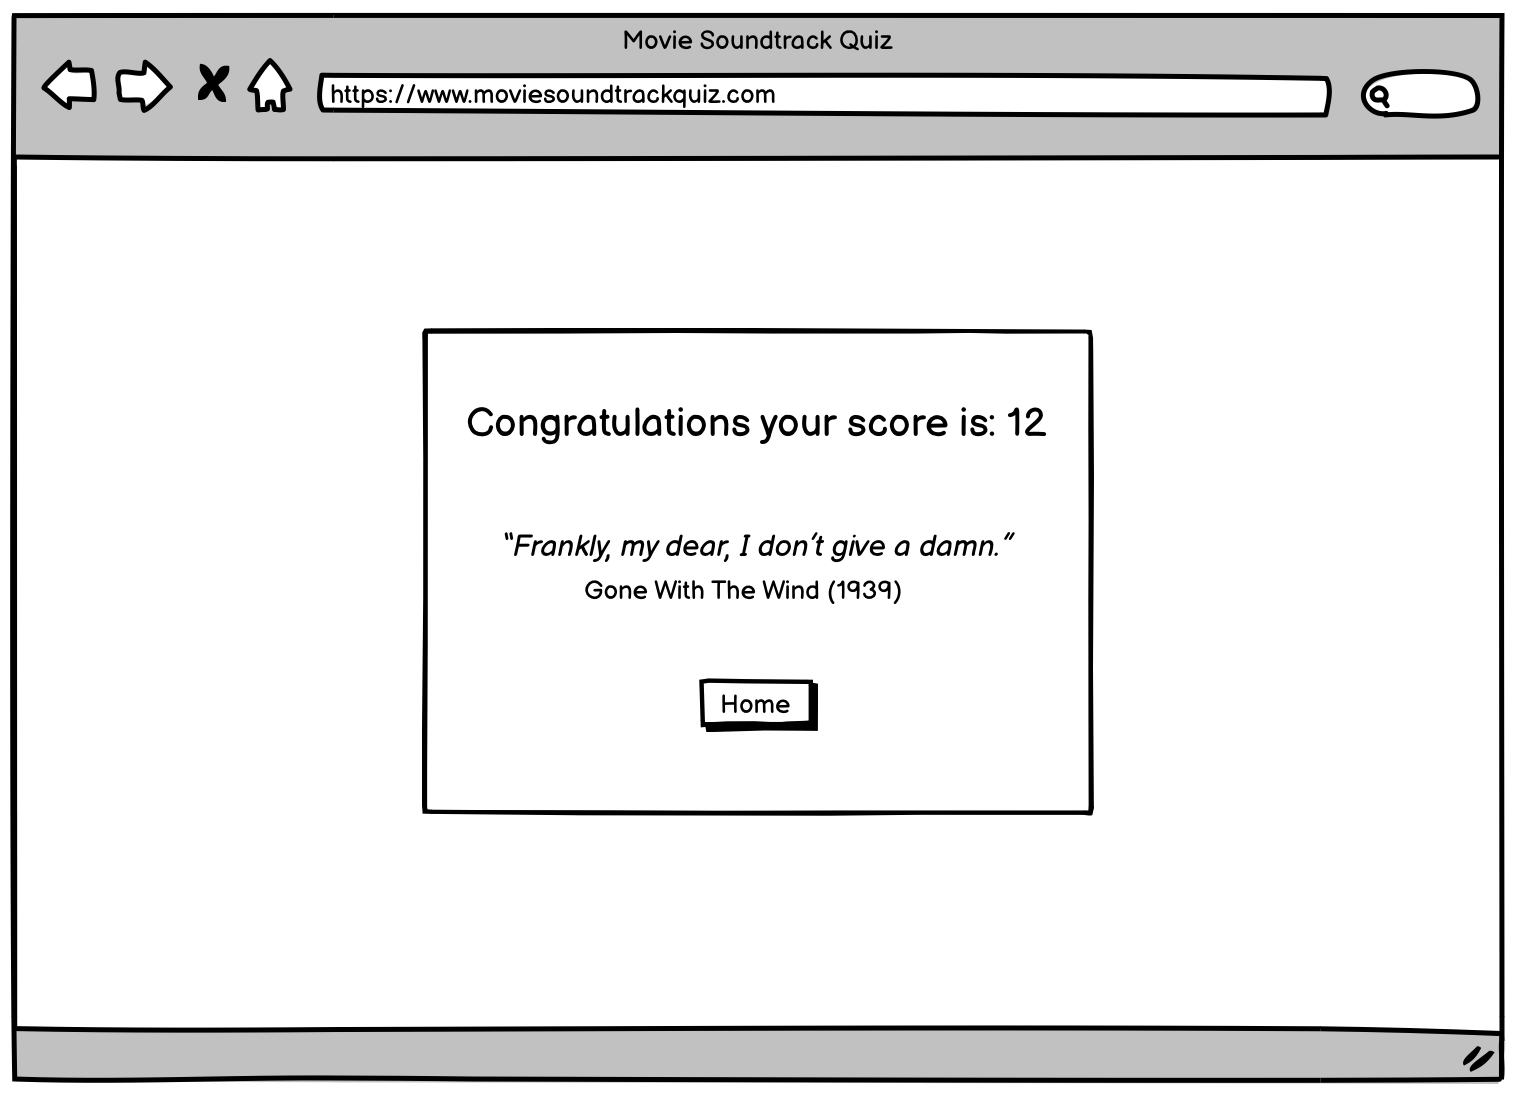 Movie Soundtrack Quiz
https://www.moviesoundtrackquiz.com
Congratulations your score is: 12
“Frankly, my dear, I don’t give a damn.”
Gone With The Wind (1939)
Home